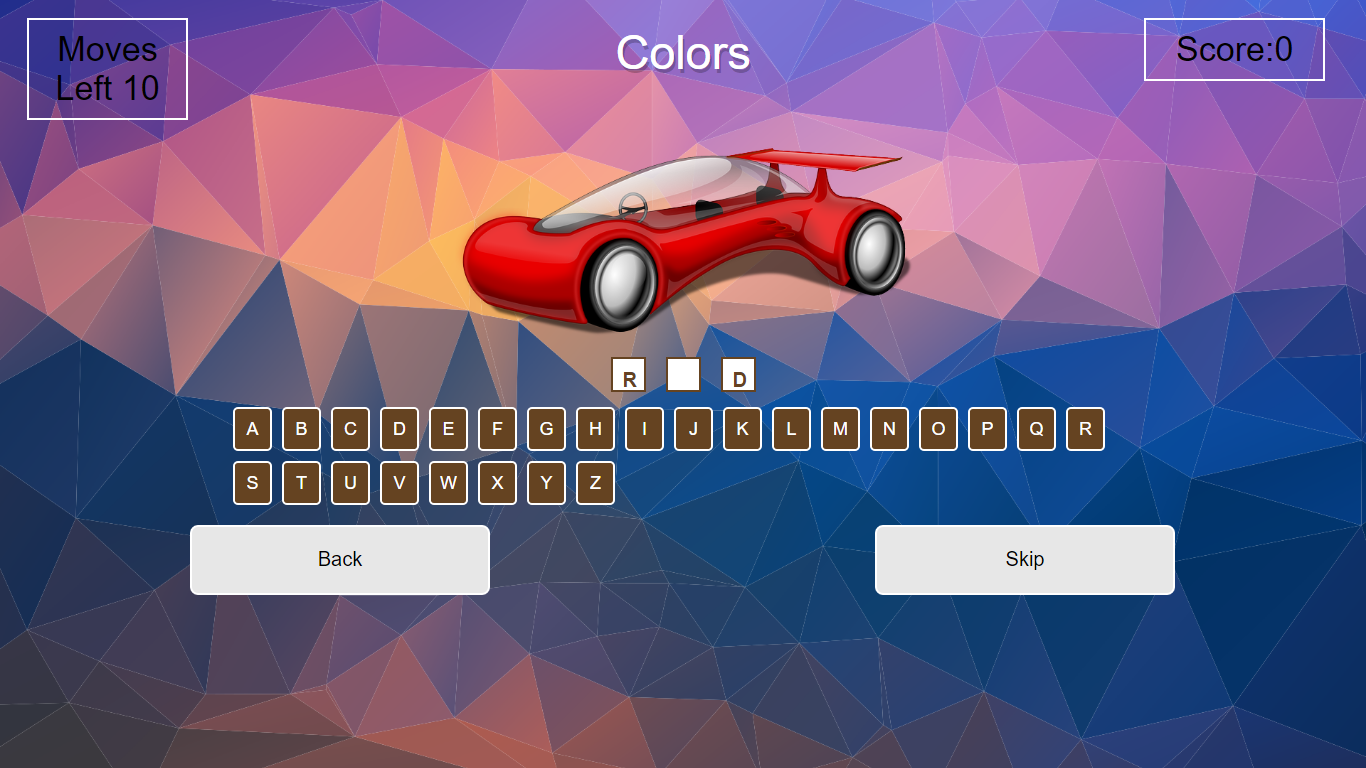 Moves
Left 10
Colors
Score:0
R D
A B C D E F G H I J K L M N O P Q R
S T U V W X Y Z
Back
Skip